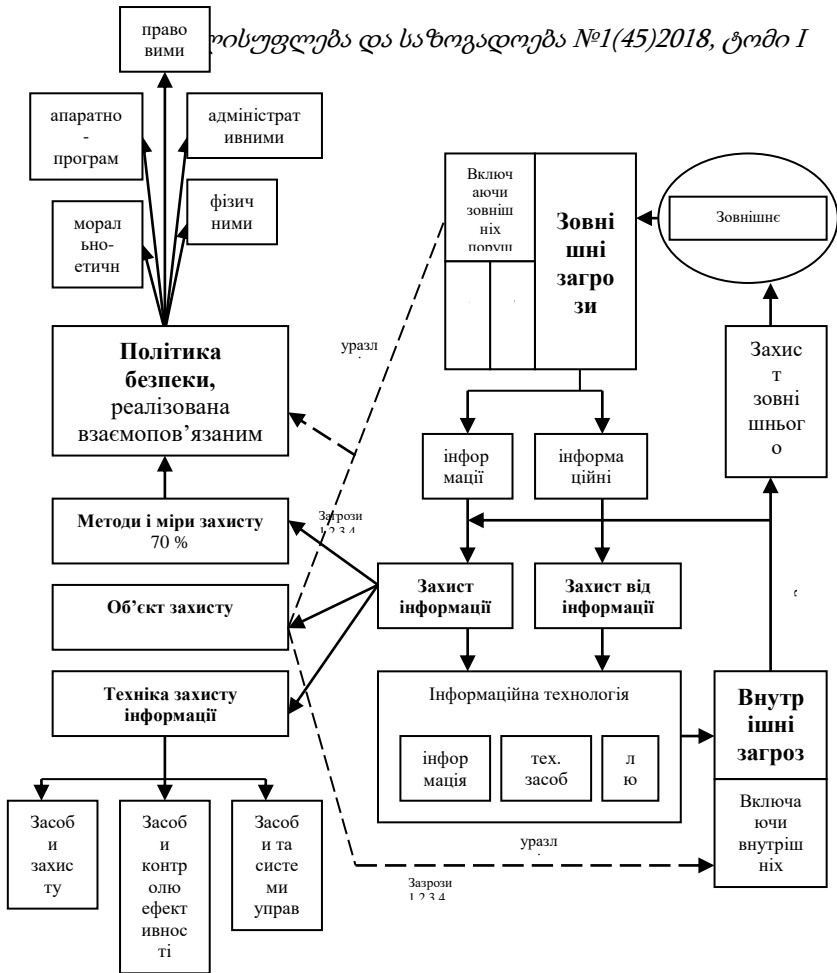 право
вими
ლისუფლება და საზოგადოება №1(45)2018, ტომი I
апаратно
-
програм
адміністрат
ивними
мораль
ьно-
етичн
фізич
ними
Політика
безпеки,
реалізована
взаємопов’язаним
Методи і міри захисту
70 %
Об’єкт захисту
Техніка захисту
інформації
Засоб
и
захис
ту
Засоб
и
контр
олю
ефект
ивнос
ті
Засоб
и та
систе
ми
управ
уразл
Загрози
1,2,3,4
Включ
аючи
зовніш
ніх
поруш
Зовні
шні
загро
зи
Зовнішнє
Захис
т
зовні
шньог
о
інфор
мації
інформа
ційні
Захист
інформації
Захист від
інформації
Інформаційна технологія
інфор
мація
тех.
засоб
л
ю
Внутр
ішні
загроз
Включа
ючи
внутріш
ніх
уразл
Зазрози
1,2,3,4